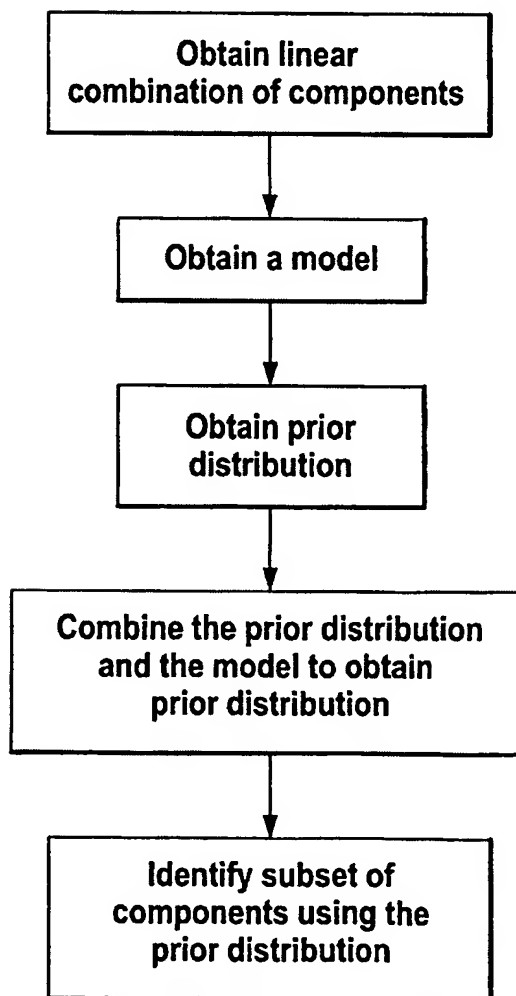 Obtain linear
combination of components
Obtain a model
Obtain prior
distribution
Combine the prior distribution
and the model to obtain
prior distribution
Identify subset of
components using the
prior distribution